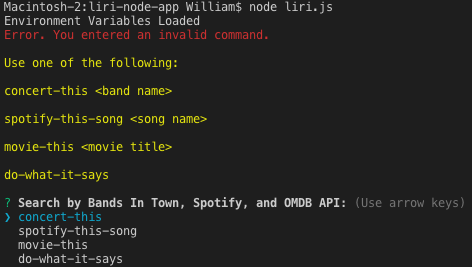 Macintosh-2:liri-node-app William$ node liri.js
Environment Variables Loaded
Error. You entered an invalid command.
Use one of the following:
concert-this <band name>
spotify-this-song <song name>
movie-this <movie title>
do-what-it-says
? Search by Bands In Town, Spotify, and OMDB API: (Use arrow keys)
❯ concert-this
spotify-this-song
movie-this
do-what-it-says